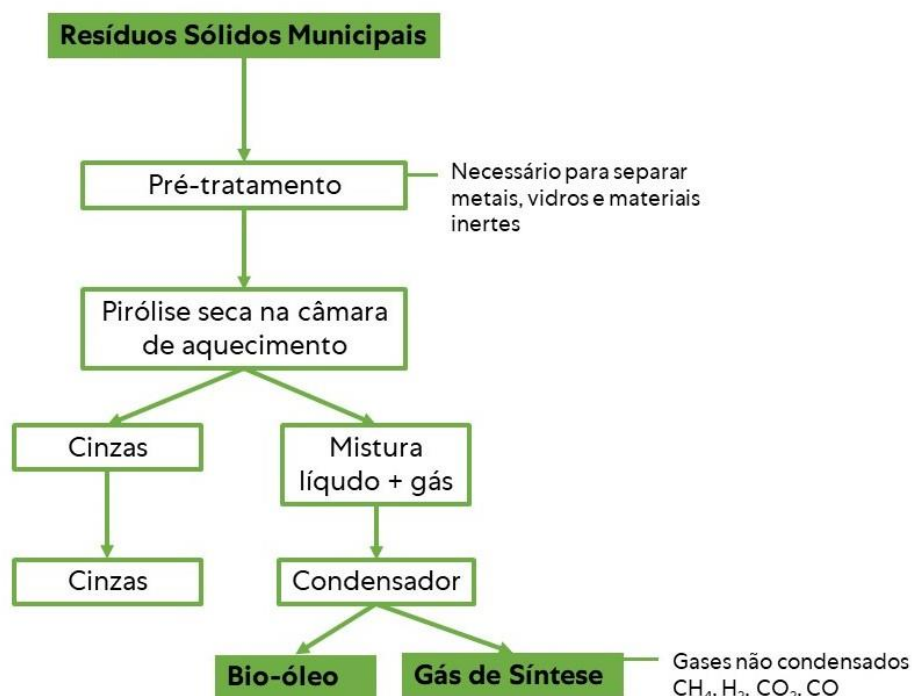 Resíduos Sólidos Municipais
Pré-tratamento
Necessário para separar
metais, vidros e materiais
inertes
Pirólise seca na câmara
de aquecimento
Cinzas
Mistura
líqudo + gás
Cinzas
Condensador
Bio-óleo
Gás de Síntese
Gases não condensados
CH₄, H₂, CO₂, CO